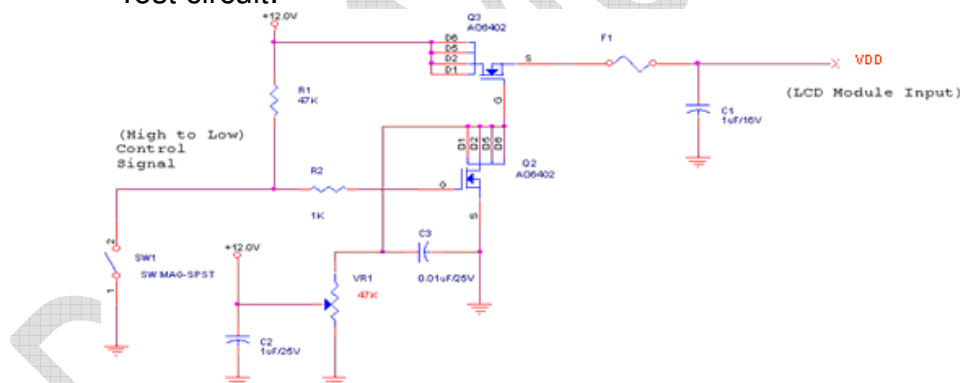 Test circuit:
+12.0V
Q3
AO6402
D6
D5
D2
D1
S
G
F1
VDD
(LCD Module Input)
C1
1uF/16V
R1
47K
(High to Low)
Control
Signal
D1
D2
D5
D6
Q2
AO6402
G
S
R2
1K
SW1
SW MAG-SPST
2
1
+12.0V
VR1
47K
C3
0.01uF/25V
C2
1uF/25V